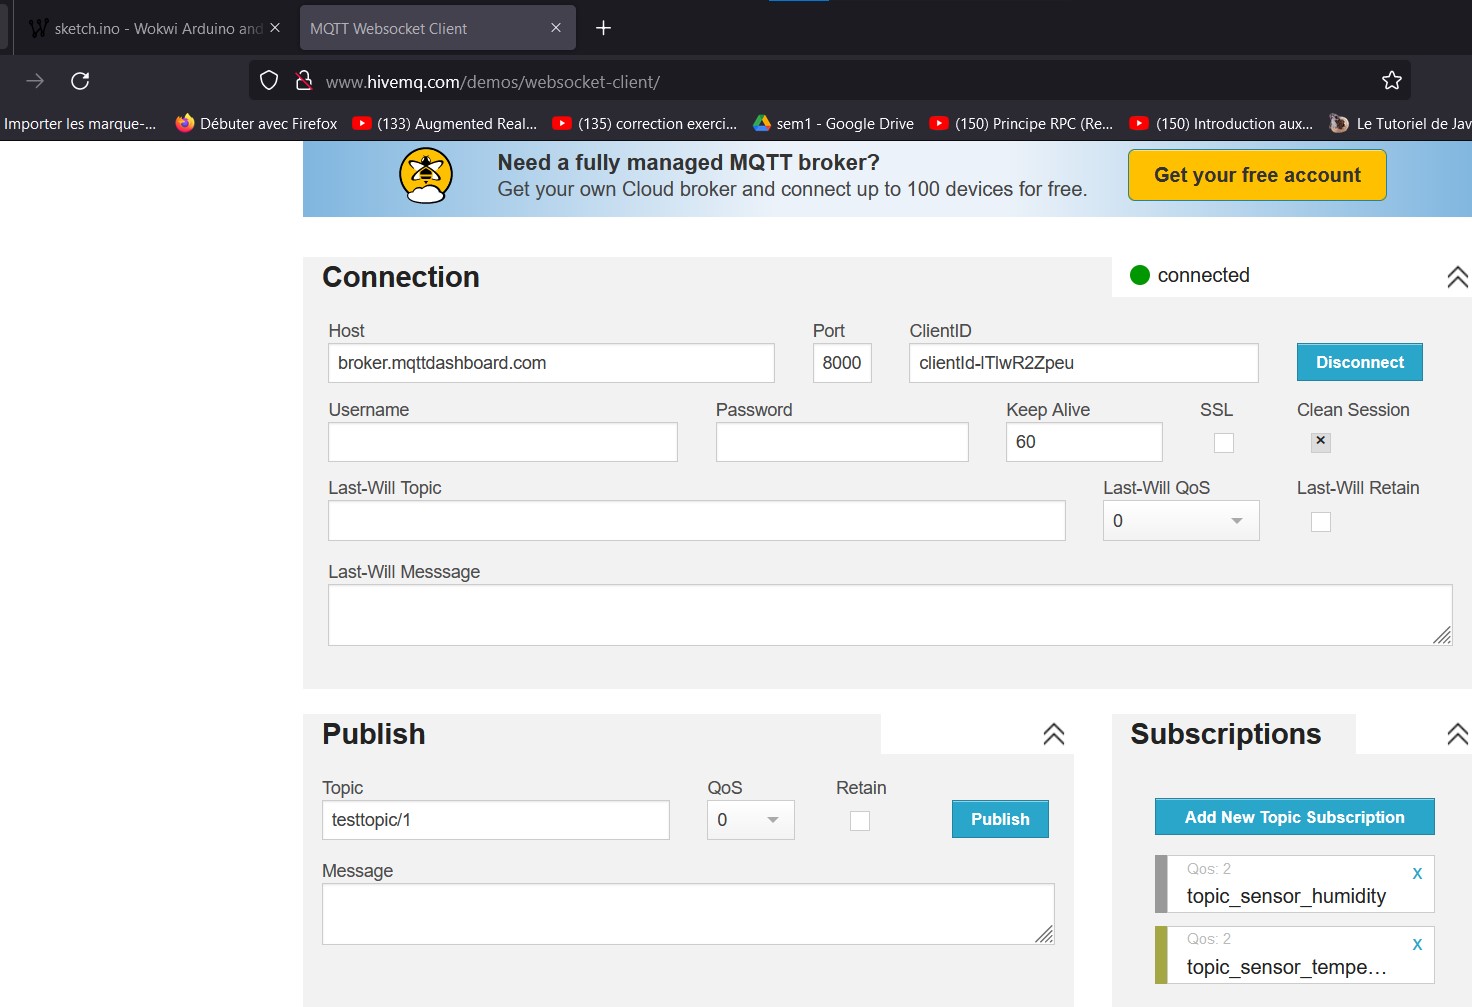 sketch.ino - Wokwi Arduino and
MQTT Websocket Client
www.hivemq.com/demos/websocket-client/
Importer les marque-... Débuter avec Firefox (133) Augmented Real... (135) correction exerci... sem1 - Google Drive (150) Principe RPC (Re... (150) Introduction aux... Le Tutoriel de Jav
Need a fully managed MQTT broker?
Get your own Cloud broker and connect up to 100 devices for free.
Get your free account
Connection
connected
Host Port ClientID
broker.mqttdashboard.com 8000 clientId-lTlwR2Zpeu Disconnect
Username Password Keep Alive SSL Clean Session
60
Last-Will Topic Last-Will QoS Last-Will Retain
0
Last-Will Messsage
Publish
Topic QoS Retain
testtopic/1 0 Publish
Message
Subscriptions
Add New Topic Subscription
Qos: 2 x
topic_sensor_humidity
Qos: 2 x
topic_sensor_tempe...